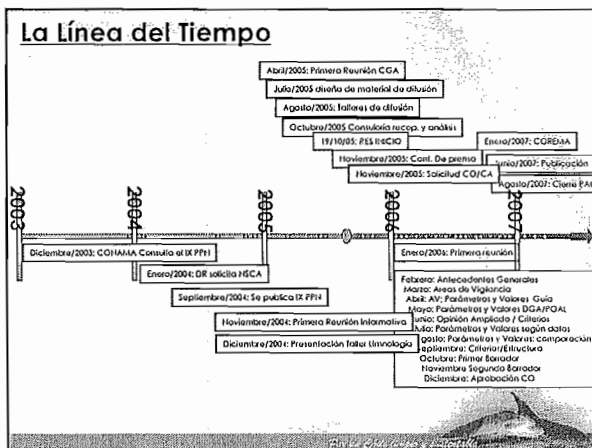 La Línea del Tiempo
Abril/2005: Primera Reunión CGA
Julio/2005 diseño de material de difusión
Agosto/2005: Talleres de difusión
Octubre/2005 Consultoría recop. y análisis
19/10/05: RES INICIO
Noviembre/2005: Conf. De prensa
Noviembre/2005: Solicitud CO/CA
Enero/2007: COREMA
Junio/2007: Publicación
Agosto/2007: Cierre PAC
2003
2004
2005
2006
2007
Diciembre/2003: CONAMA Consulta el IX PPN
Enero/2004: DR solicita NSCA
Septiembre/2004: Se publica IX PPN
Noviembre/2004: Primera Reunión Informativa
Diciembre/2004: Presentación Taller Limnología
Enero/2006: Primera reunión
Febrero: Antecedentes Generales
Marzo: Areas de Vigilancia
Abril: AV; Parámetros y Valores Guía
Mayo: Parámetros y Valores DGA/POAL
Junio: Opinión Ampliado / Criterios
Julio: Parámetros y Valores según datos
Agosto: Parámetros y Valores: comparación
Septiembre: Criterior/Estructura
Octubre: Primer Borrador
Noviembre Segundo Borrador
Diciembre: Aprobación CO